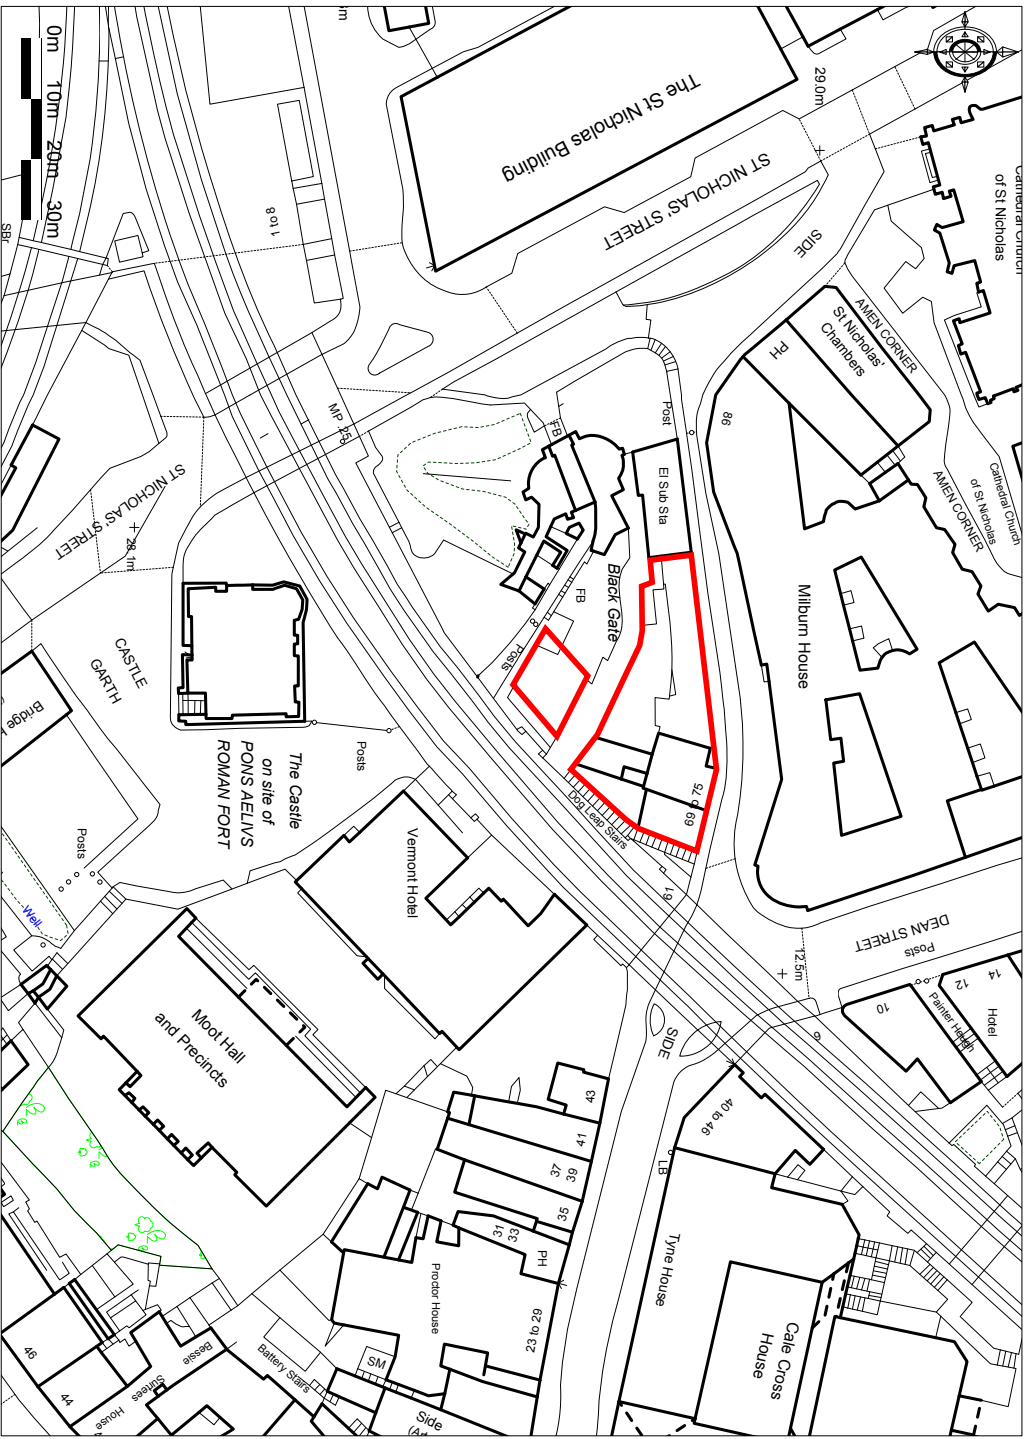 0m 10m 20m 30m
SBr
1 to 8
The St Nicholas Building
29.0m
ST NICHOLAS' STREET
SIDE
Cathedral Church
of St Nicholas
AMEN CORNER
St Nicholas'
Chambers
PH
86
AMEN CORNER
Cathedral Church
of St Nicholas
MP .25
FB
Post
El Sub Sta
Black Gate
FB
Posts
ST NICHOLAS' STREET
28.1m
CASTLE
GARTH
Bridge
The Castle
on site of
PONS AELIVS
ROMAN FORT
Posts
Posts
Well
Milburn House
69 to 75
Dog Leap Stairs
61
Vermont Hotel
Moot Hall
and Precincts
DEAN STREET
Posts
12.5m
SIDE
14
12
Hotel
Painter Heugh
10
6
43
41
39
37
35
33
31
PH
23 to 29
Proctor House
40 to 46
LB
Tyne House
Cale Cross
House
SM
Side
Battery Stairs
Bessie
Surtees
House
46
44